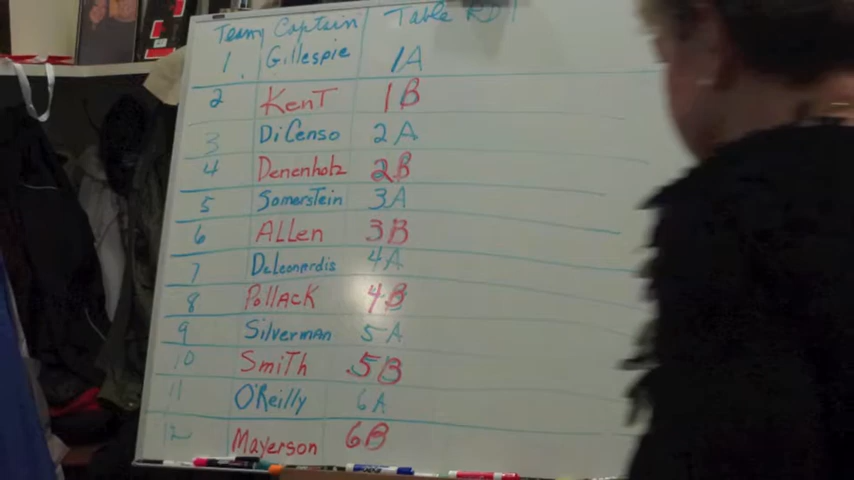 Team Captain Table RD 1
1 Gillespie 1A
2 KenT 1B
3 DiCenso 2A
4 Denenholz 2B
5 Somerstein 3A
6 ALLen 3B
7 DeLeonardis 4A
8 PollACK 4B
9 Silverman 5A
10 SmiTh 5B
11 O'Reilly 6A
12 Mayerson 6B